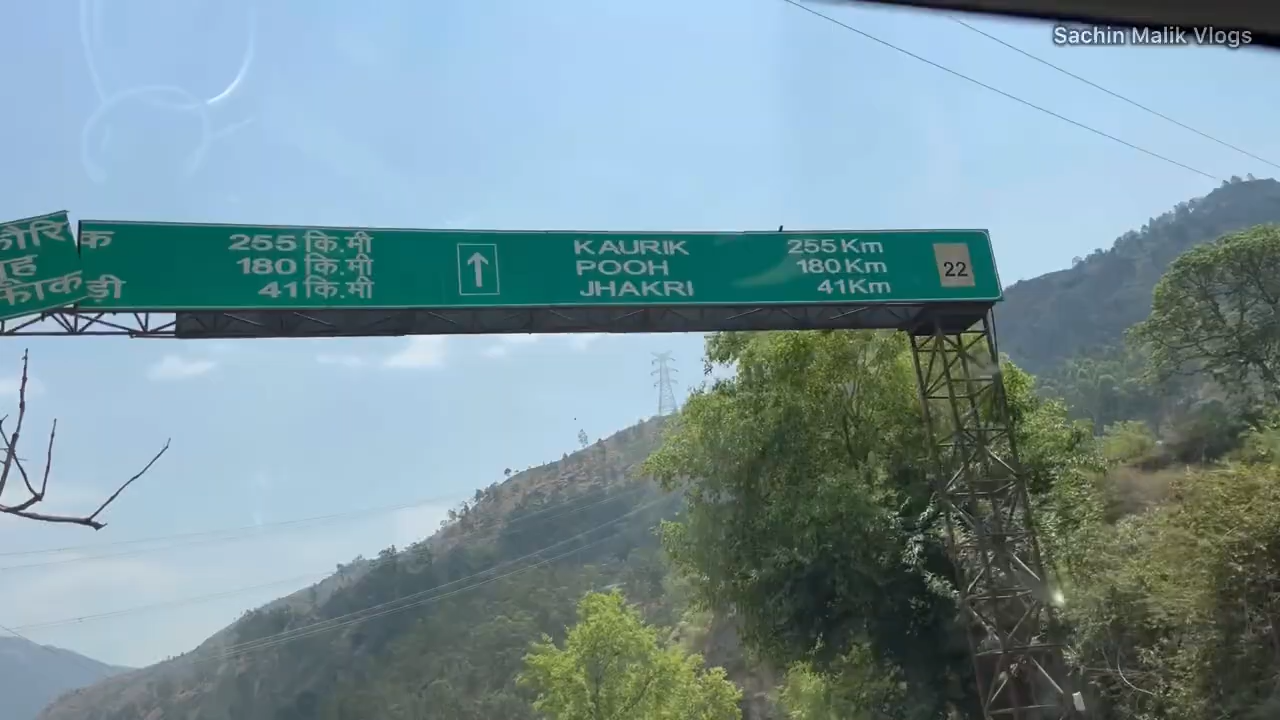 Sachin Malik Vlogs
कौरिक 255 कि.मी
पूह 180 कि.मी
41 कि.मी
↑
KAURIK 255 Km
POOH 180 Km
JHAKRI 41 Km
22